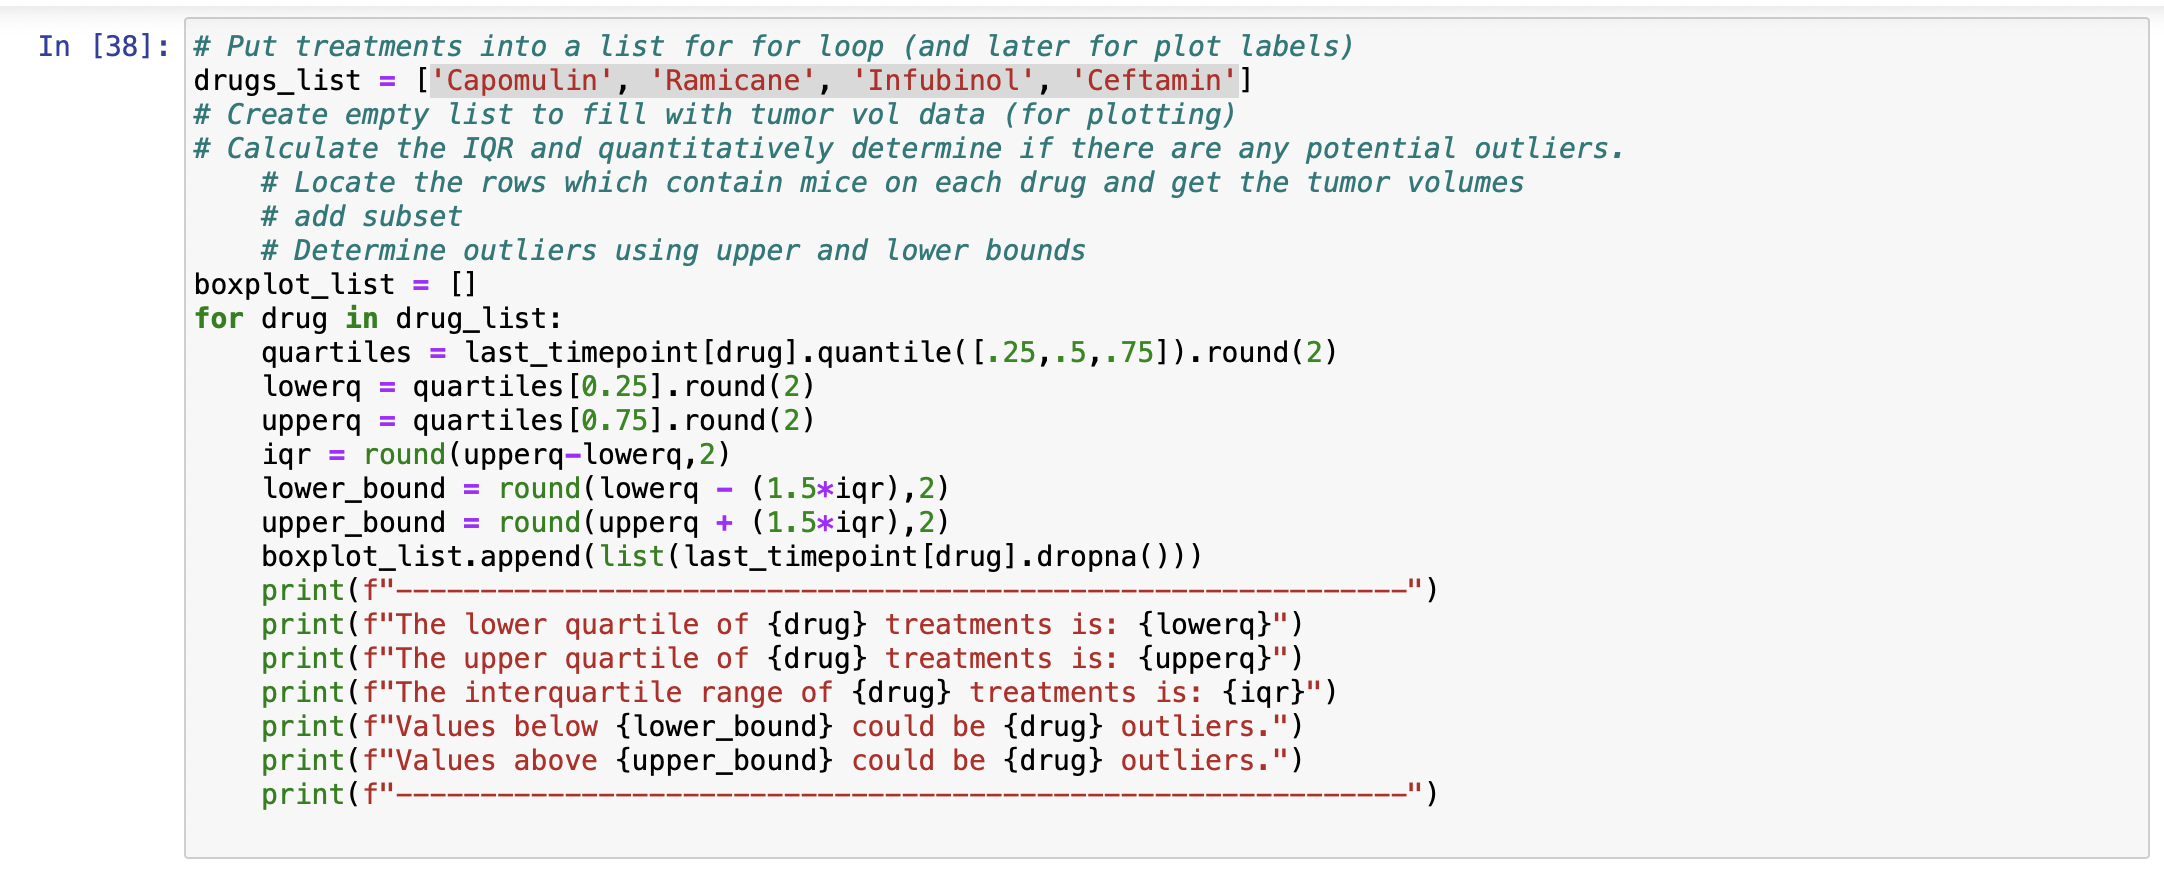 In [38]: # Put treatments into a list for for loop (and later for plot labels)
drugs_list = ['Capomulin', 'Ramicane', 'Infubinol', 'Ceftamin']
# Create empty list to fill with tumor vol data (for plotting)
# Calculate the IQR and quantitatively determine if there are any potential outliers.
    # Locate the rows which contain mice on each drug and get the tumor volumes
    # add subset
    # Determine outliers using upper and lower bounds
boxplot_list = []
for drug in drug_list:
    quartiles = last_timepoint[drug].quantile([.25,.5,.75]).round(2)
    lowerq = quartiles[0.25].round(2)
    upperq = quartiles[0.75].round(2)
    iqr = round(upperq-lowerq,2)
    lower_bound = round(lowerq - (1.5*iqr),2)
    upper_bound = round(upperq + (1.5*iqr),2)
    boxplot_list.append(list(last_timepoint[drug].dropna()))
    print(f"------------------------------------------------------------")
    print(f"The lower quartile of {drug} treatments is: {lowerq}")
    print(f"The upper quartile of {drug} treatments is: {upperq}")
    print(f"The interquartile range of {drug} treatments is: {iqr}")
    print(f"Values below {lower_bound} could be {drug} outliers.")
    print(f"Values above {upper_bound} could be {drug} outliers.")
    print(f"------------------------------------------------------------")